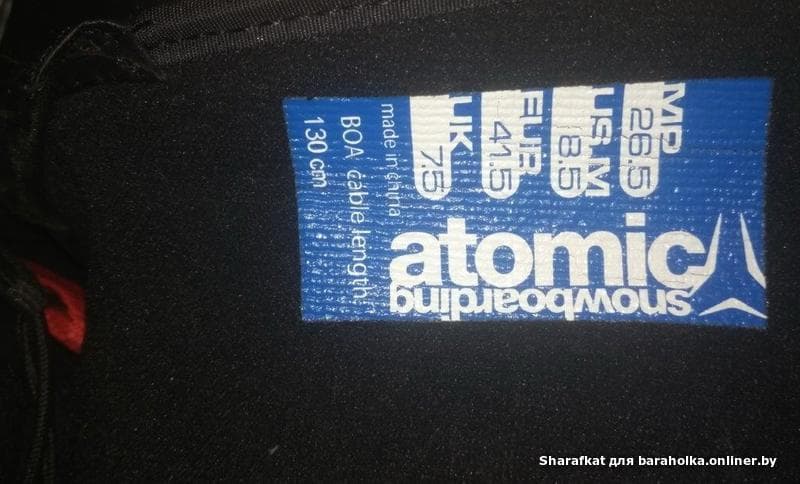 atomic
snowboarding
MP 26.5
US M 8.5
EUR 41.5
UK 7.5
made in china
BOA cable length
130 cm
Sharafkat для baraholka.onliner.by